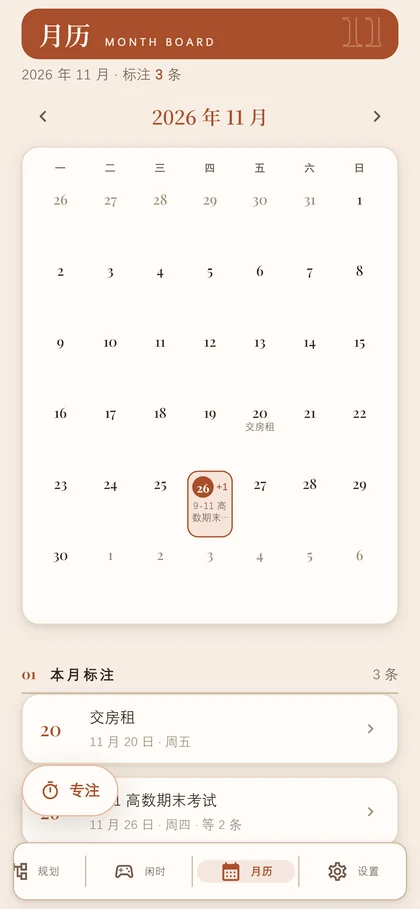 月历 MONTH BOARD 11
2026 年 11 月 · 标注 3 条
2026 年 11 月
一 二 三 四 五 六 日
26 27 28 29 30 31 1
2 3 4 5 6 7 8
9 10 11 12 13 14 15
16 17 18 19 20 21 22
交房租
23 24 25 26 +1 27 28 29
9-11 高
数期末…
30 1 2 3 4 5 6
01 本月标注 3 条
20 交房租
11 月 20 日 · 周五
专注
1 高数期末考试
11 月 26 日 · 周四 · 等 2 条
规划 闲时 月历 设置